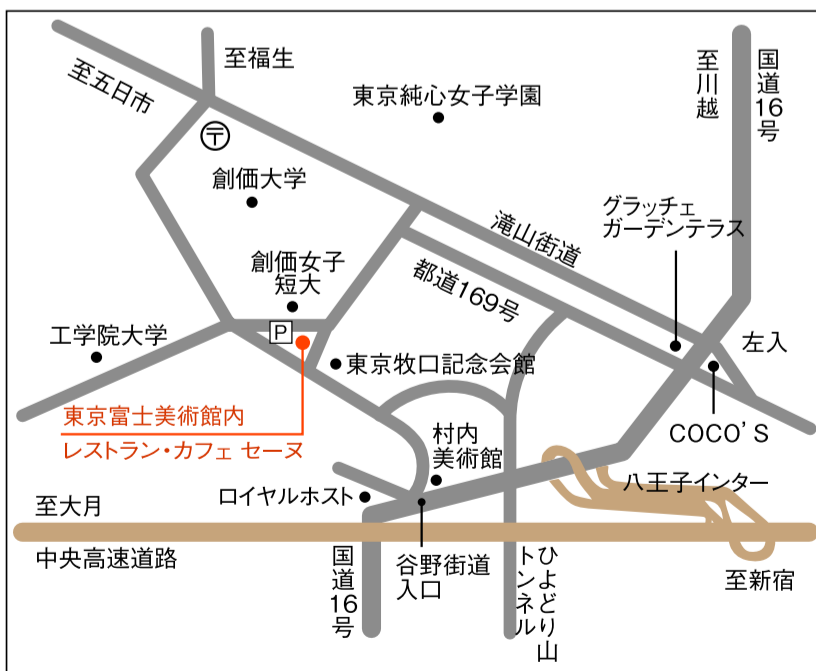 至福生
至五日市
東京純心女子学園
至川越
国道16号
〒
創価大学
グラッチェ
ガーデンテラス
滝山街道
創価女子
短大
都道169号
P
工学院大学
左入
東京牧口記念会館
東京富士美術館内
レストラン・カフェ セーヌ
COCO'S
村内
美術館
ロイヤルホスト
八王子インター
至大月
中央高速道路
国道16号
谷野街道
入口
ひよどり山
トンネル
至新宿